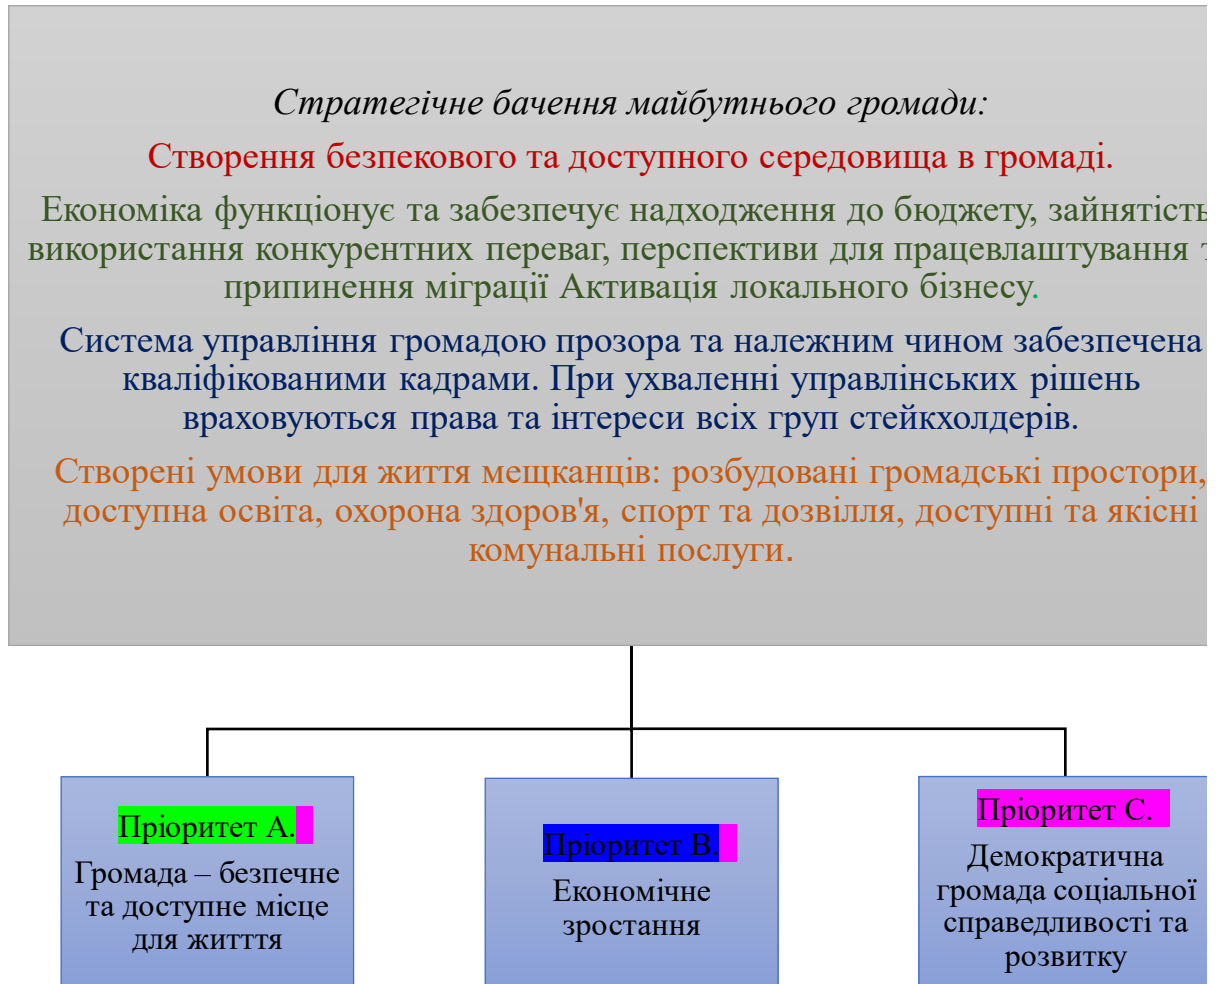 Стратегічне бачення майбутнього громади:
Створення безпекового та доступного середовища в громаді.
Економіка функціонує та забезпечує надходження до бюджету, зайнятість
використання конкурентних переваг, перспективи для працевлаштування т
припинення міграції Активація локального бізнесу.
Система управління громадою прозора та належним чином забезпечена
кваліфікованими кадрами. При ухваленні управлінських рішень
враховуються права та інтереси всіх груп стейкхолдерів.
Створені умови для життя мещканців: розбудовані громадські простори,
доступна освіта, охорона здоров'я, спорт та дозвілля, доступні та якісні
комунальні послуги.
Пріоритет А.
Громада – безпечне
та доступне місце
для житття
Пріоритет В.
Економічне
зростання
Пріоритет С.
Демократична
громада соціальної
справедливості та
розвитку